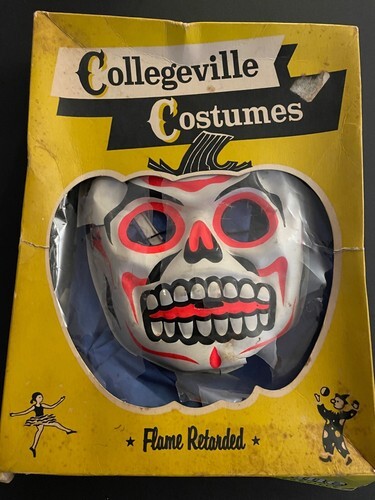 Collegeville
Costumes
★ Flame Retarded ★